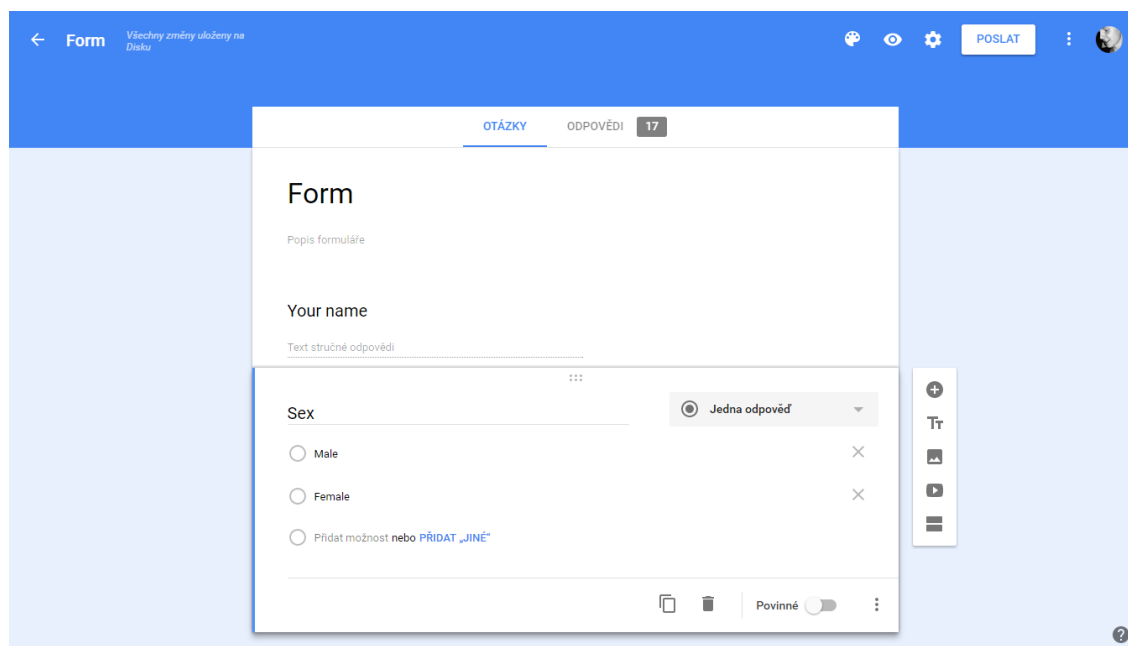 Form
Všechny změny uloženy na
Disku
POSLAT
OTÁZKY
ODPOVĚDI 17
Form
Popis formuláře
Your name
Text stručné odpovědi
Sex
Jedna odpověď
Male
Female
Přidat možnost nebo PŘIDAT „JINÉ“
Povinné
Tт